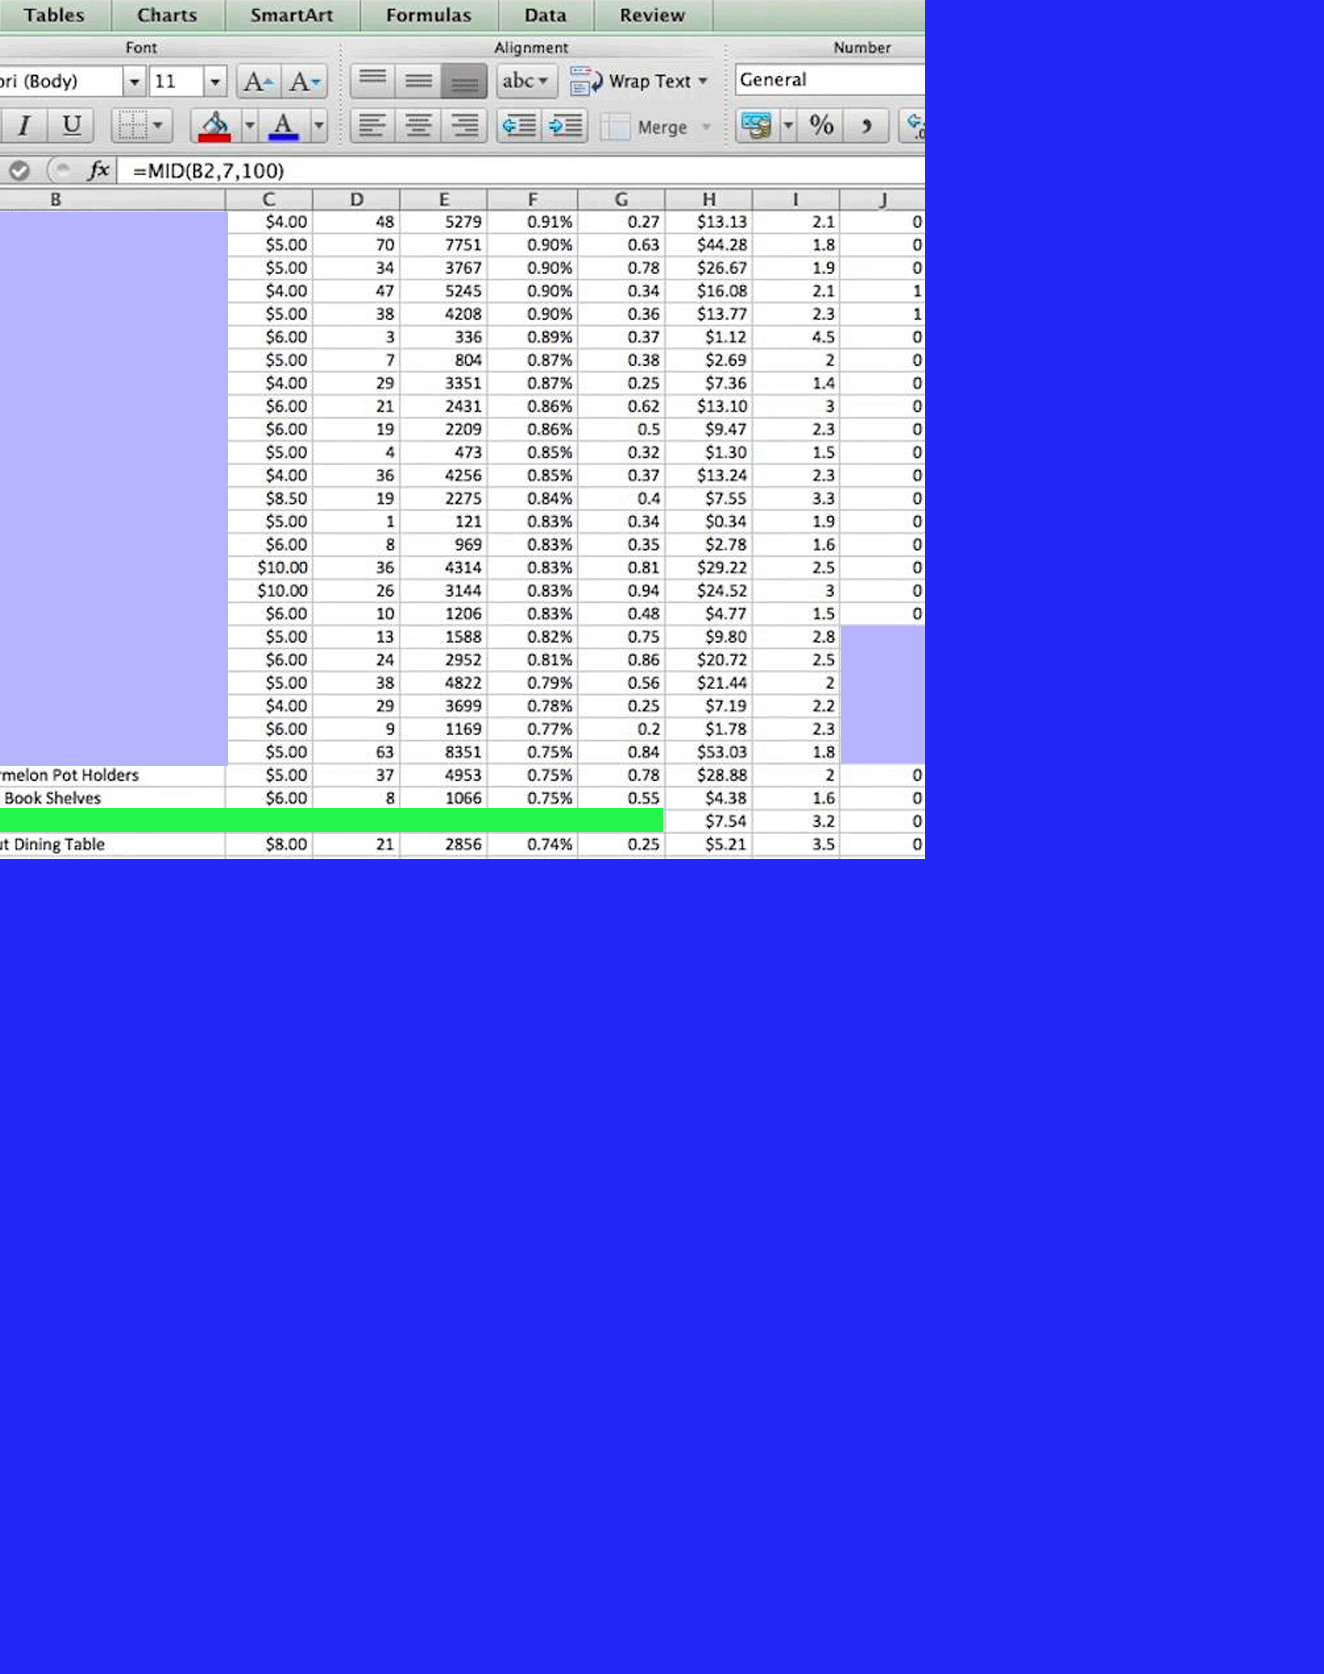 Tables Charts SmartArt Formulas Data Review
Font Alignment Number
(Body) 11 A A abc Wrap Text General
I U A Merge % ,
fx =MID(B2,7,100)
B C D E F G H I J
$4.00 48 5279 0.91% 0.27 $13.13 2.1 0
$5.00 70 7751 0.90% 0.63 $44.28 1.8 0
$5.00 34 3767 0.90% 0.78 $26.67 1.9 0
$4.00 47 5245 0.90% 0.34 $16.08 2.1 1
$5.00 38 4208 0.90% 0.36 $13.77 2.3 1
$6.00 3 336 0.89% 0.37 $1.12 4.5 0
$5.00 7 804 0.87% 0.38 $2.69 2 0
$4.00 29 3351 0.87% 0.25 $7.36 1.4 0
$6.00 21 2431 0.86% 0.62 $13.10 3 0
$6.00 19 2209 0.86% 0.5 $9.47 2.3 0
$5.00 4 473 0.85% 0.32 $1.30 1.5 0
$4.00 36 4256 0.85% 0.37 $13.24 2.3 0
$8.50 19 2275 0.84% 0.4 $7.55 3.3 0
$5.00 1 121 0.83% 0.34 $0.34 1.9 0
$6.00 8 969 0.83% 0.35 $2.78 1.6 0
$10.00 36 4314 0.83% 0.81 $29.22 2.5 0
$10.00 26 3144 0.83% 0.94 $24.52 3 0
$6.00 10 1206 0.83% 0.48 $4.77 1.5 0
$5.00 13 1588 0.82% 0.75 $9.80 2.8
$6.00 24 2952 0.81% 0.86 $20.72 2.5
$5.00 38 4822 0.79% 0.56 $21.44 2
$4.00 29 3699 0.78% 0.25 $7.19 2.2
$6.00 9 1169 0.77% 0.2 $1.78 2.3
$5.00 63 8351 0.75% 0.84 $53.03 1.8
melon Pot Holders $5.00 37 4953 0.75% 0.78 $28.88 2 0
Book Shelves $6.00 8 1066 0.75% 0.55 $4.38 1.6 0
$7.54 3.2 0
Dining Table $8.00 21 2856 0.74% 0.25 $5.21 3.5 0